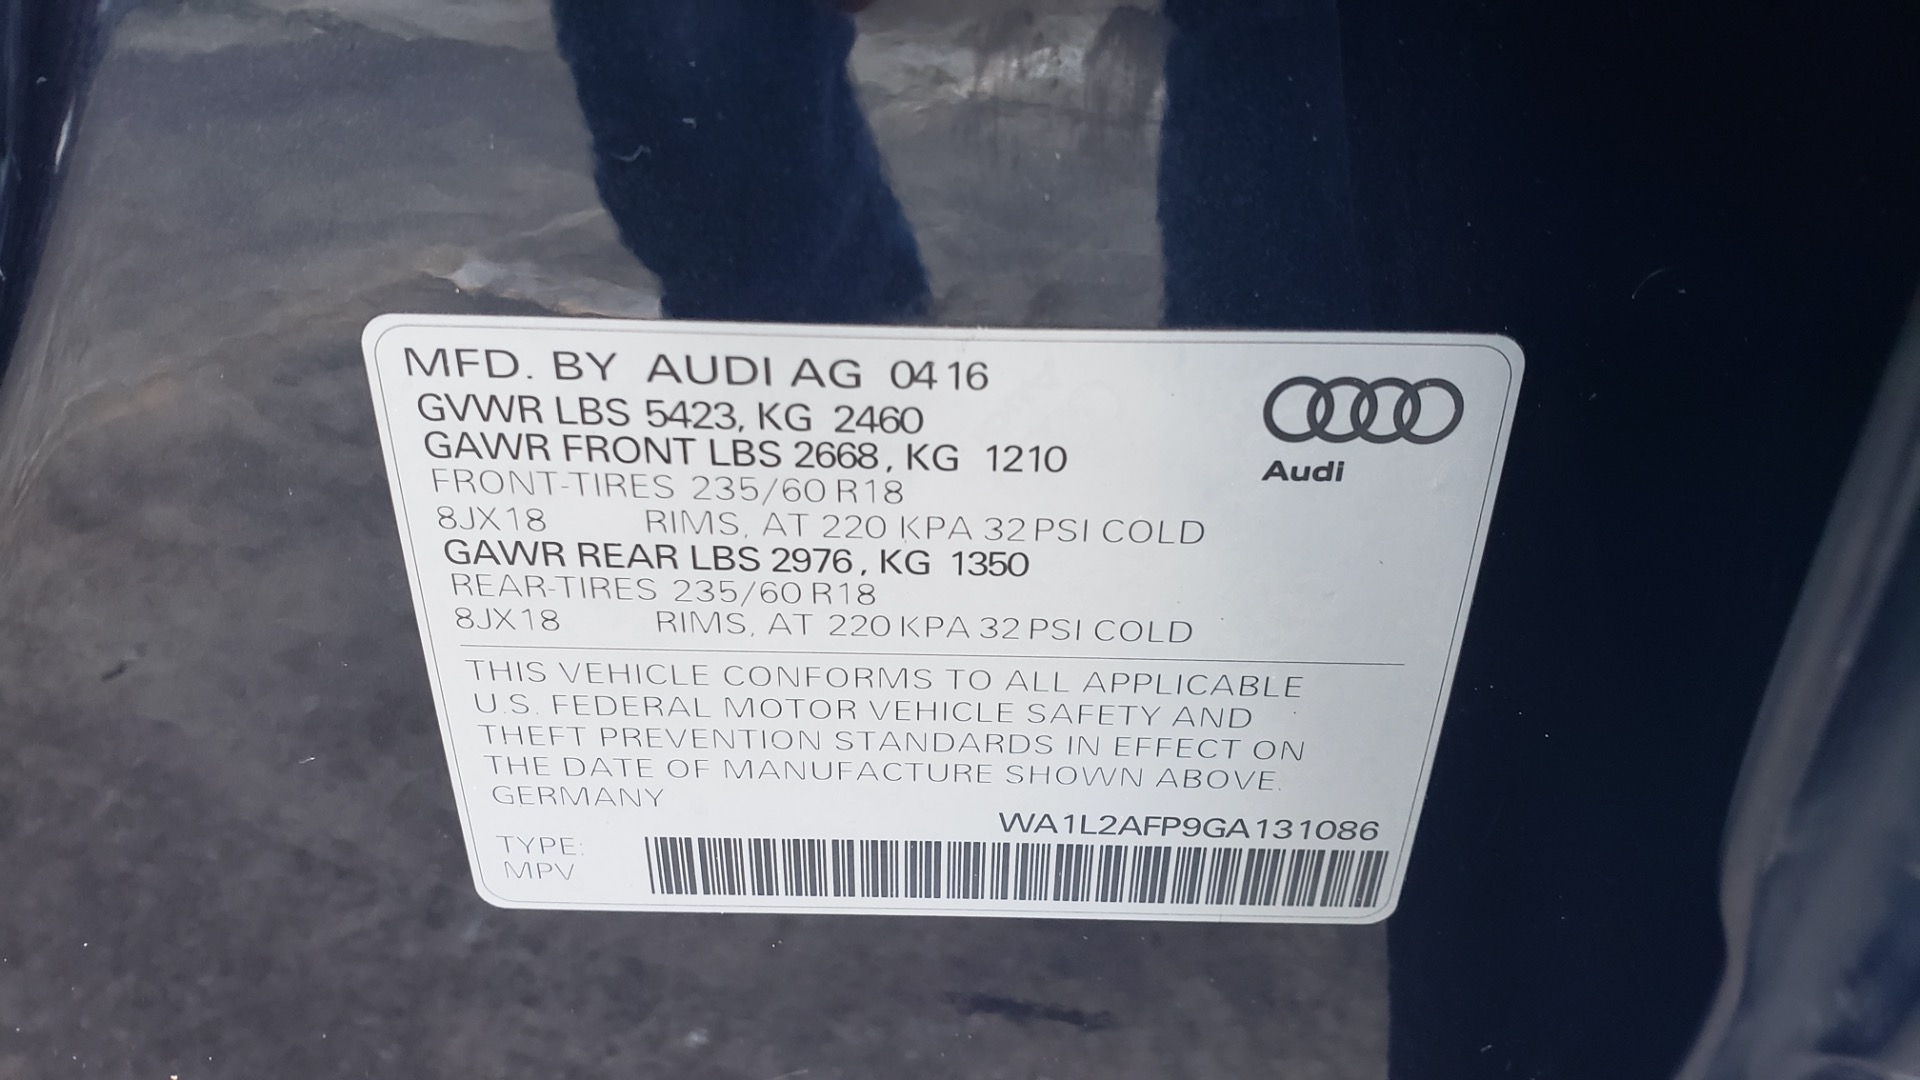 MFD. BY AUDI AG 04 16
GVWR LBS 5423, KG 2460
GAWR FRONT LBS 2668, KG 1210
FRONT-TIRES 235/60 R18
8JX18 RIMS, AT 220 KPA 32 PSI COLD
GAWR REAR LBS 2976, KG 1350
REAR-TIRES 235/60 R18
8JX18 RIMS, AT 220 KPA 32 PSI COLD
Audi
THIS VEHICLE CONFORMS TO ALL APPLICABLE
U.S. FEDERAL MOTOR VEHICLE SAFETY AND
THEFT PREVENTION STANDARDS IN EFFECT ON
THE DATE OF MANUFACTURE SHOWN ABOVE.
GERMANY
WA1L2AFP9GA131086
TYPE:
MPV